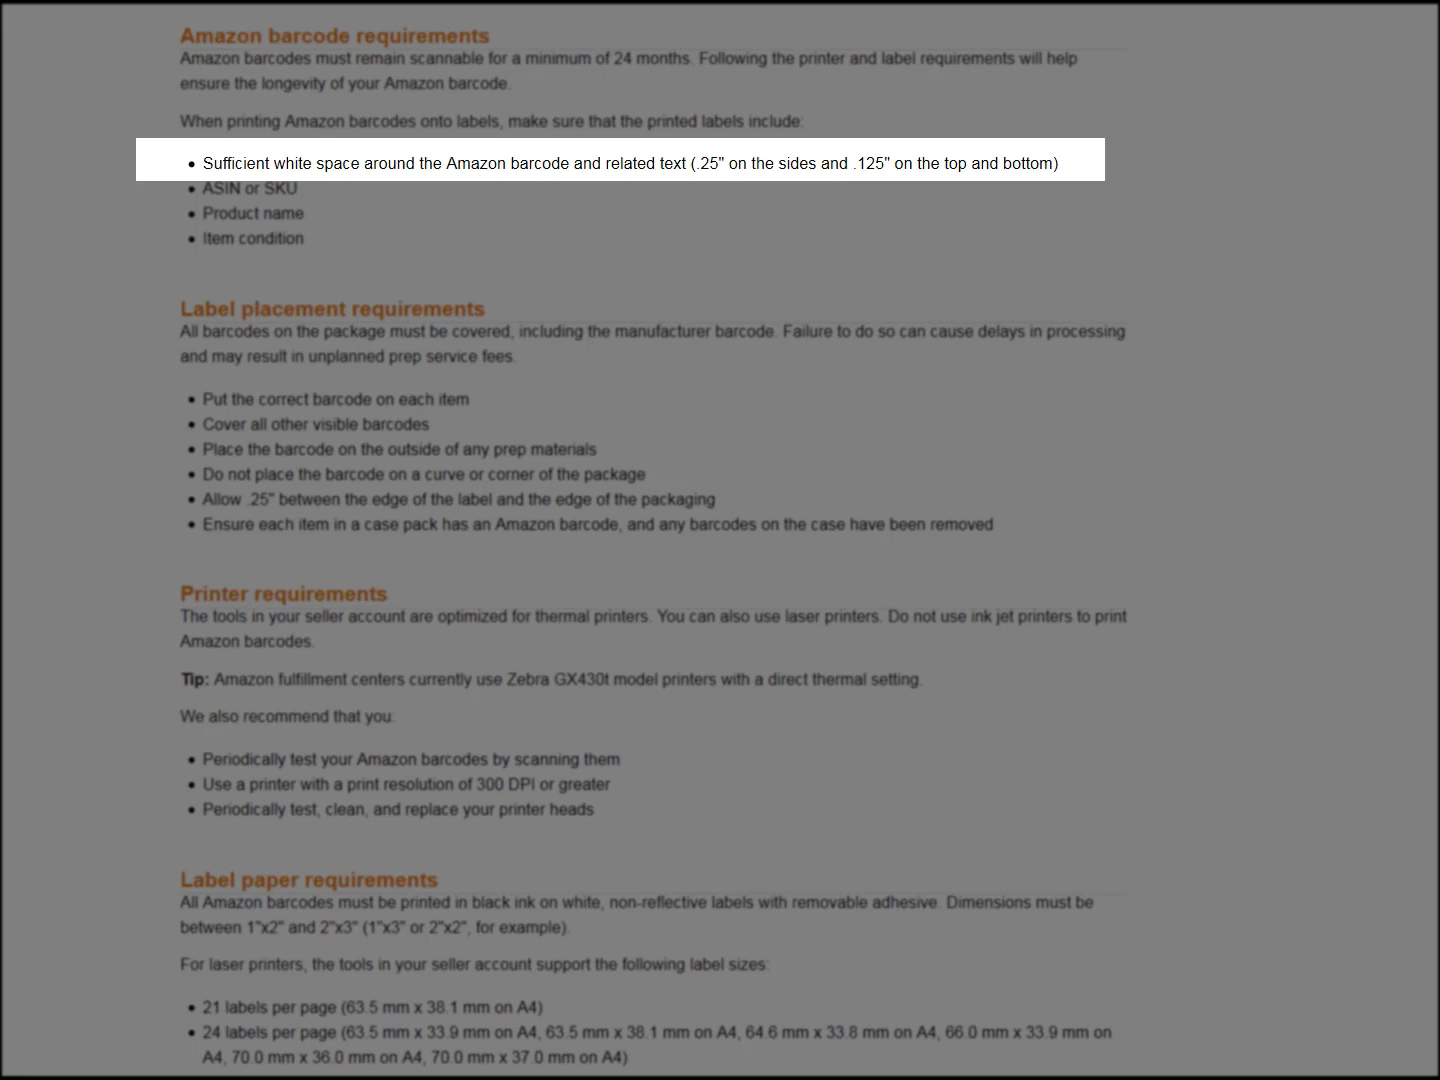 Amazon barcode requirements
Amazon barcodes must remain scannable for a minimum of 24 months. Following the printer and label requirements will help
ensure the longevity of your Amazon barcode.
When printing Amazon barcodes onto labels, make sure that the printed labels include:
• Sufficient white space around the Amazon barcode and related text (.25" on the sides and .125" on the top and bottom)
• ASIN or SKU
• Product name
• Item condition
Label placement requirements
All barcodes on the package must be covered, including the manufacturer barcode. Failure to do so can cause delays in processing
and may result in unplanned prep service fees.
• Put the correct barcode on each item
• Cover all other visible barcodes
• Place the barcode on the outside of any prep materials
• Do not place the barcode on a curve or corner of the package
• Allow .25" between the edge of the label and the edge of the packaging
• Ensure each item in a case pack has an Amazon barcode, and any barcodes on the case have been removed
Printer requirements
The tools in your seller account are optimized for thermal printers. You can also use laser printers. Do not use ink jet printers to print
Amazon barcodes.
Tip: Amazon fulfillment centers currently use Zebra GX430t model printers with a direct thermal setting.
We also recommend that you:
• Periodically test your Amazon barcodes by scanning them
• Use a printer with a print resolution of 300 DPI or greater
• Periodically test, clean, and replace your printer heads
Label paper requirements
All Amazon barcodes must be printed in black ink on white, non-reflective labels with removable adhesive. Dimensions must be
between 1"x2" and 2"x3" (1"x3" or 2"x2", for example).
For laser printers, the tools in your seller account support the following label sizes:
• 21 labels per page (63.5 mm x 38.1 mm on A4)
• 24 labels per page (63.5 mm x 33.9 mm on A4, 63.5 mm x 38.1 mm on A4, 64.6 mm x 33.8 mm on A4, 66.0 mm x 33.9 mm on
A4, 70.0 mm x 36.0 mm on A4, 70.0 mm x 37.0 mm on A4)